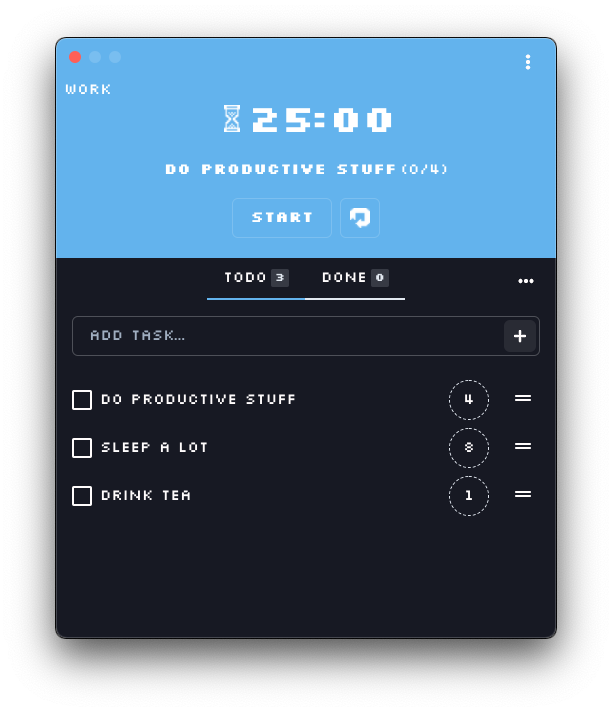 WORK
25:00
DO PRODUCTIVE STUFF (0/4)
START
TODO 3 DONE 0
ADD TASK...
DO PRODUCTIVE STUFF 4
SLEEP A LOT 8
DRINK TEA 1